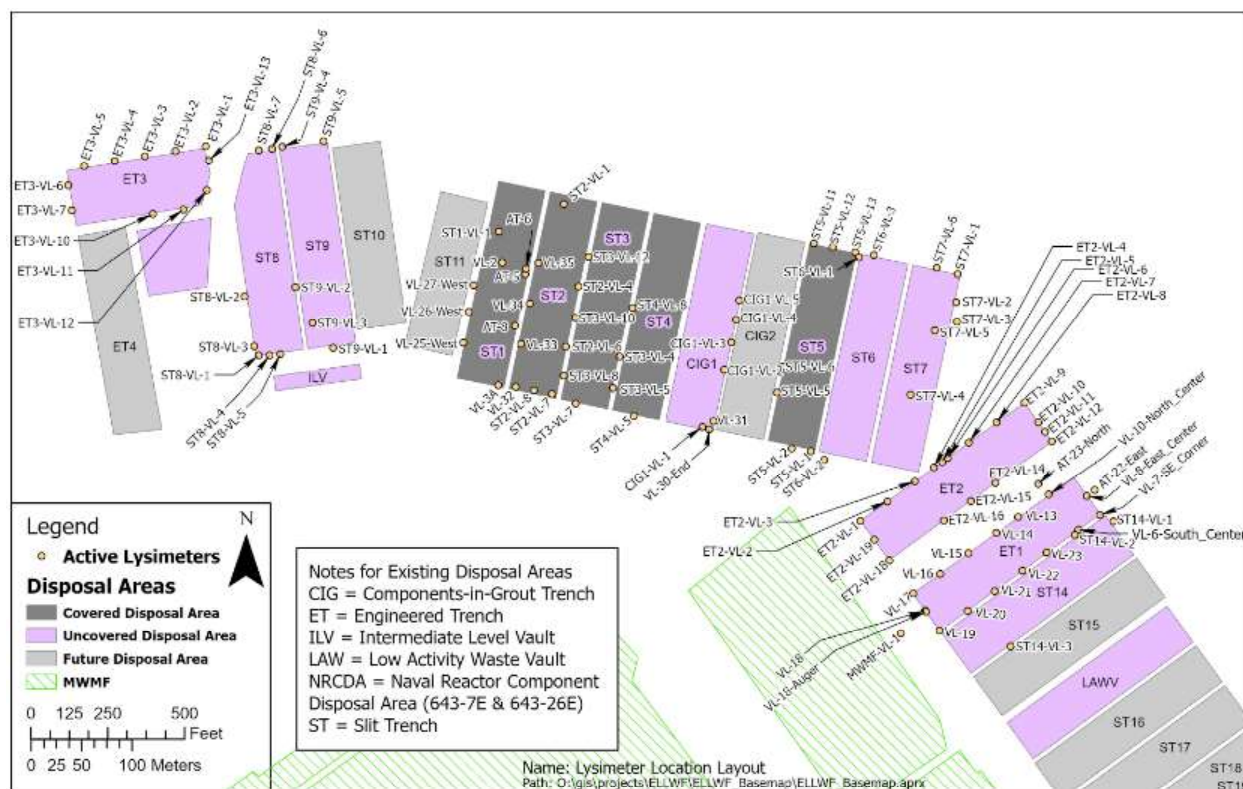 ST8-VL-6
ST9-VL-4
ST9-VL-5
ST8-VL-7
ET3-VL-13
ET3-VL-1
ET3-VL-2
ET3-VL-3
ET3-VL-4
ET3-VL-5
ET3-VL-6
ET3-VL-7
ET3
ET3-VL-10
ET3-VL-11
ET3-VL-12
ET4
ST8
ST9
ST10
ST8-VL-2
ST9-VL-2
ST9-VL-3
ST8-VL-3
ST9-VL-1
ST8-VL-1
ST8-VL-4
ST8-VL-5
ILV
ST11
ST1-VL-1
AT-6
ST2-VL-1
VL-2
AT-5
VL-35
VL-27-West
VL-26-West
VL-25-West
AT-8
VL-33
ST1
ST2
ST3
ST4
ST3-VL-12
ST2-VL-4
ST3-VL-10
ST4-VL-6
ST2-VL-6
ST3-VL-4
ST3-VL-8
ST3-VL-5
VL-34
VL-32
ST2-VL-8
ST2-VL-7
ST3-VL-7
ST4-VL-5
CIG1
CIG2
CIG1-VL-5
CIG1-VL-4
CIG1-VL-3
CIG1-VL-2
VL-31
CIG1-VL-1
VL-30-End
ST5-VL-11
ST5-VL-12
ST5-VL-13
ST6-VL-3
ST6-VL-1
ST5
ST6
ST7
ST5-VL-6
ST5-VL-5
ST5-VL-2
ST5-VL-1
ST6-VL-2
ST7-VL-6
ST7-VL-1
ST7-VL-2
ST7-VL-3
ST7-VL-5
ST7-VL-4
ET2-VL-4
ET2-VL-5
ET2-VL-6
ET2-VL-7
ET2-VL-8
ET2-VL-9
ET2-VL-10
ET2-VL-11
ET2-VL-12
AT-23-North
VL-10-North_Center
AT-22-East
VL-8-East_Center
VL-7-SE_Corner
ET2
ET2-VL-14
ET2-VL-15
ET2-VL-16
ET2-VL-3
ET2-VL-2
ET2-VL-1
ET2-VL-19
ET2-VL-18
ST14-VL-1
VL-6-South_Center
ST14-VL-2
VL-13
VL-14
VL-15
VL-16
VL-17
ET1
VL-23
VL-22
VL-21
VL-20
VL-19
ST14
VL-18
VL-18-Auger
MWMF-VL-1
ST14-VL-3
ST15
LAWV
ST16
ST17
ST18
Legend
N
Active Lysimeters
Disposal Areas
Covered Disposal Area
Uncovered Disposal Area
Future Disposal Area
MWMF
0 125 250 500
Feet
0 25 50 100 Meters
Notes for Existing Disposal Areas
CIG = Components-in-Grout Trench
ET = Engineered Trench
ILV = Intermediate Level Vault
LAW = Low Activity Waste Vault
NRCDA = Naval Reactor Component
Disposal Area (643-7E & 643-26E)
ST = Slit Trench
Name: Lysimeter Location Layout
Path: O:\gis\projects\ELLWF\ELLWF_Basemap\ELLWF_Basemap.aprx